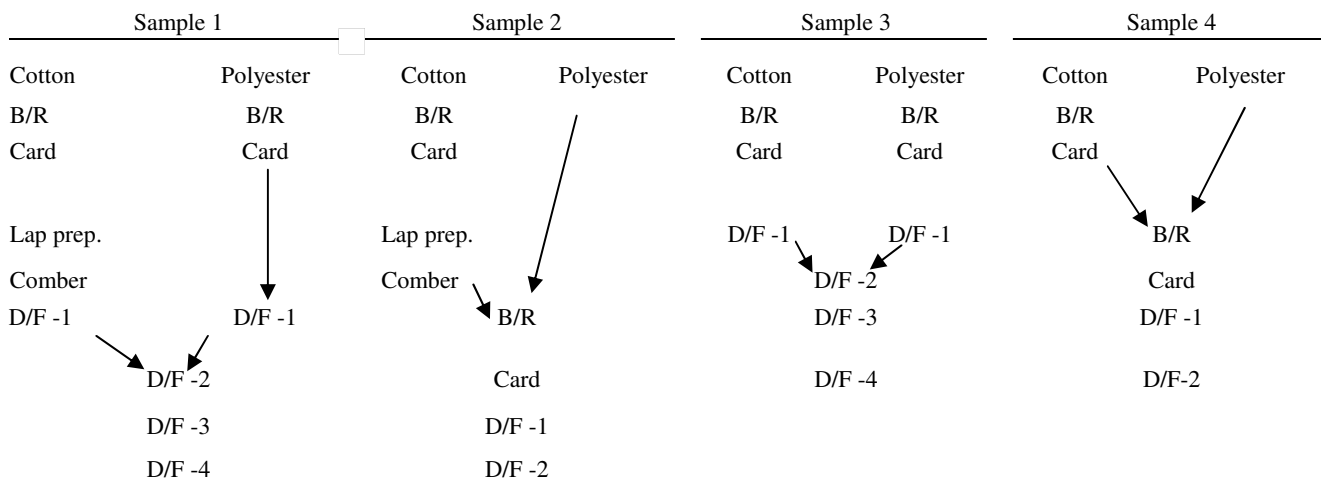 Sample 1 Sample 2 Sample 3 Sample 4
Cotton Polyester Cotton Polyester Cotton Polyester Cotton Polyester
B/R B/R B/R B/R B/R B/R
Card Card Card Card Card Card
Lap prep. Lap prep. D/F -1 D/F -1 B/R
Comber Comber D/F -2 Card
D/F -1 D/F -1 B/R D/F -3 D/F -1
D/F -2 Card D/F -4 D/F-2
D/F -3 D/F -1
D/F -4 D/F -2